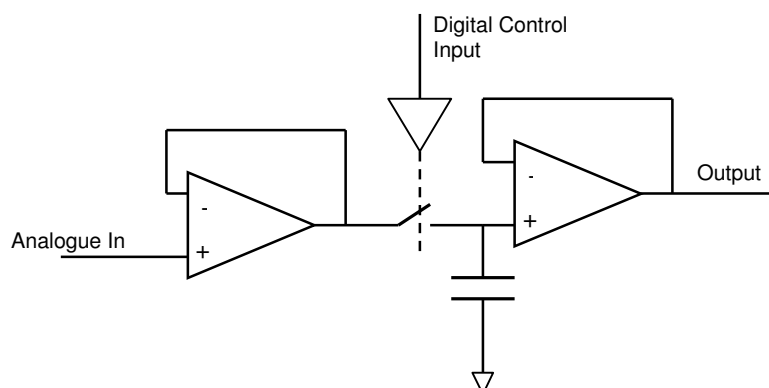 Digital Control
Input
Output
Analogue In
-
+
-
+